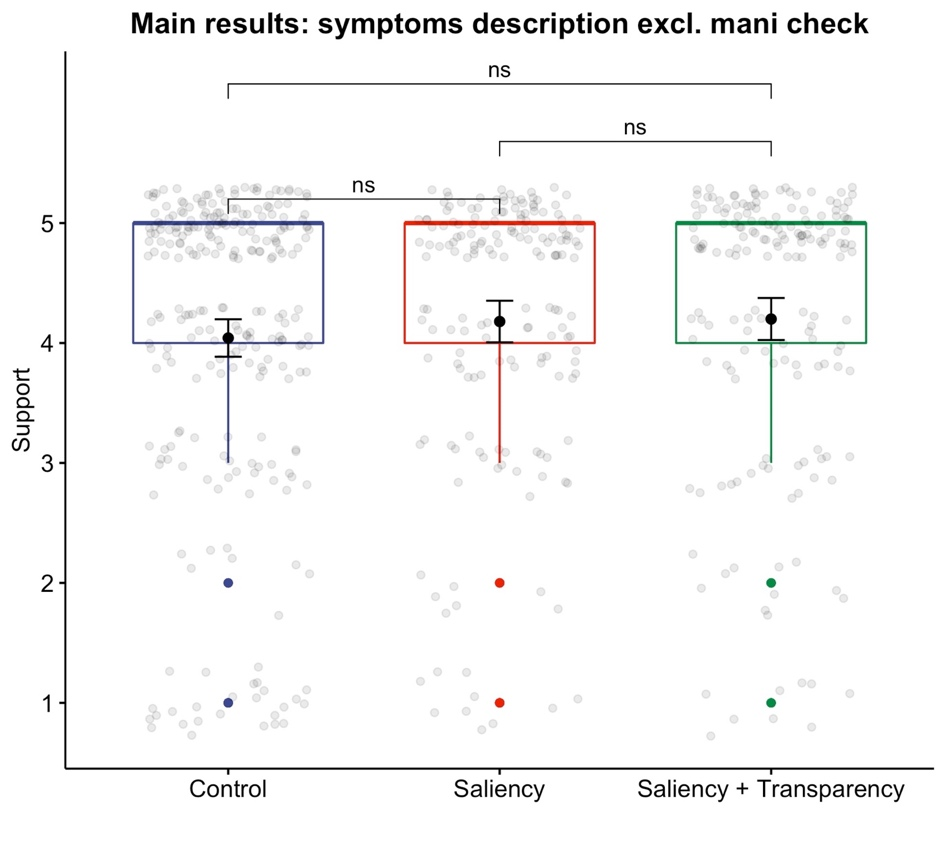 Main results: symptoms description excl. mani check
ns
ns
ns
5
4
3
2
1
Support
Control
Saliency
Saliency + Transparency